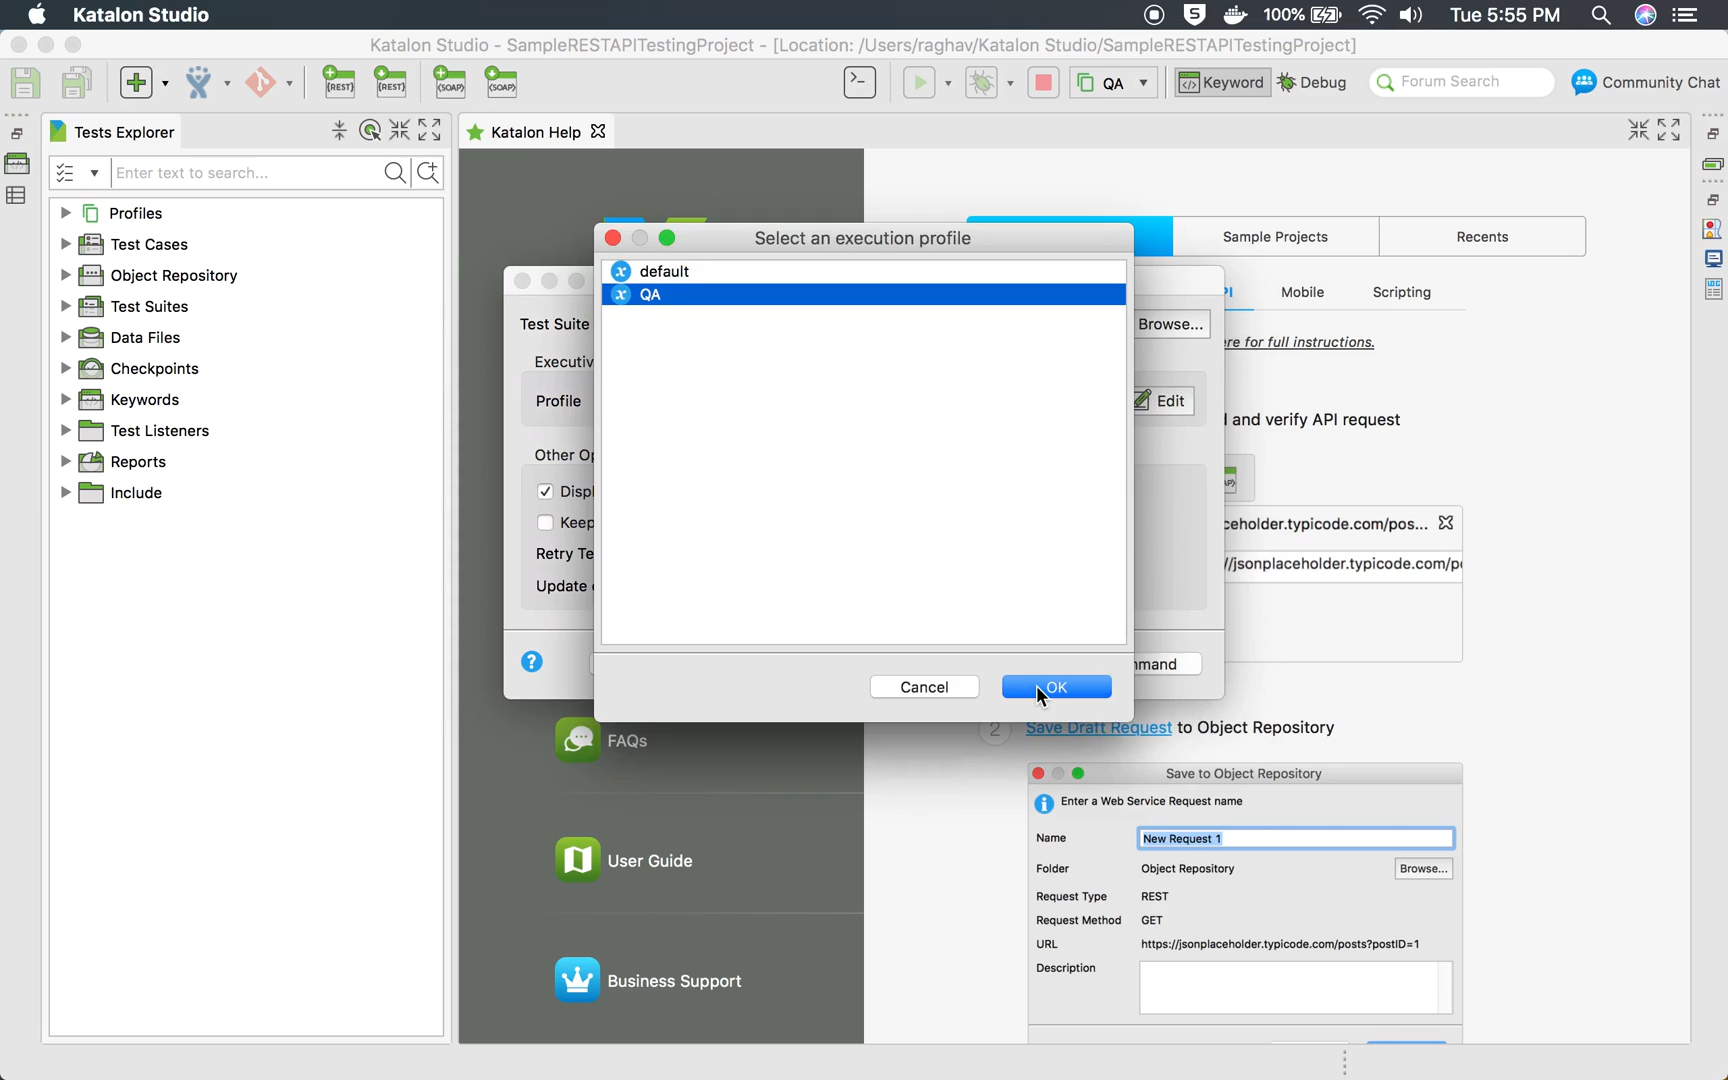 Katalon Studio
100%
Tue 5:55 PM
Katalon Studio - SampleRESTAPITestingProject - [Location: /Users/raghav/Katalon Studio/SampleRESTAPITestingProject]
{REST}
{REST}
{SOAP}
{SOAP}
QA
Keyword
Debug
Forum Search
Community Chat
Tests Explorer
Katalon Help
Enter text to search...
Profiles
Test Cases
Object Repository
Test Suites
Data Files
Checkpoints
Keywords
Test Listeners
Reports
Include
Sample Projects
Recents
PI
Mobile
Scripting
ere for full instructions.
Select an execution profile
default
QA
Cancel
OK
Test Suite
Browse...
Executiv
Profile
Edit
Other Op
Displ
Keep
Retry Te
Update
mmand
and verify API request
ceholder.typicode.com/pos...
//jsonplaceholder.typicode.com/p
FAQs
User Guide
Business Support
2
Save Draft Request to Object Repository
Save to Object Repository
Enter a Web Service Request name
Name
New Request 1
Folder
Object Repository
Browse...
Request Type
REST
Request Method
GET
URL
https://jsonplaceholder.typicode.com/posts?postID=1
Description